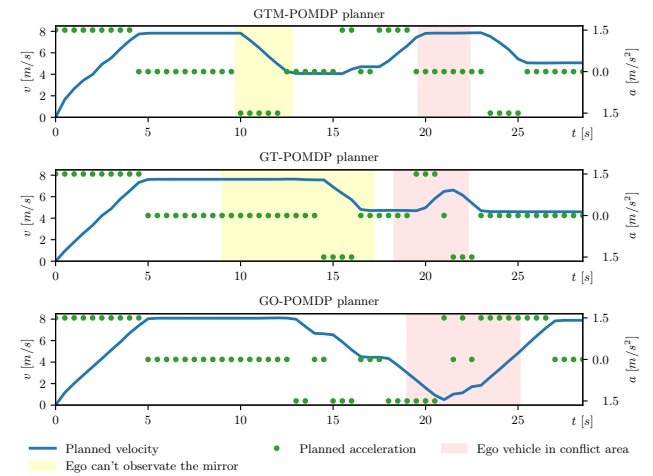 GTM-POMDP planner
8
6
4
2
0
v [m/s]
1.5
0.0
1.5
a [m/s²]
0 5 10 15 20 25 t [s]
GT-POMDP planner
8
6
4
2
0
v [m/s]
1.5
0.0
1.5
a [m/s²]
0 5 10 15 20 25 t [s]
GO-POMDP planner
8
6
4
2
0
v [m/s]
1.5
0.0
1.5
a [m/s²]
0 5 10 15 20 25 t [s]
Planned velocity Planned acceleration Ego vehicle in conflict area
Ego can't observate the mirror